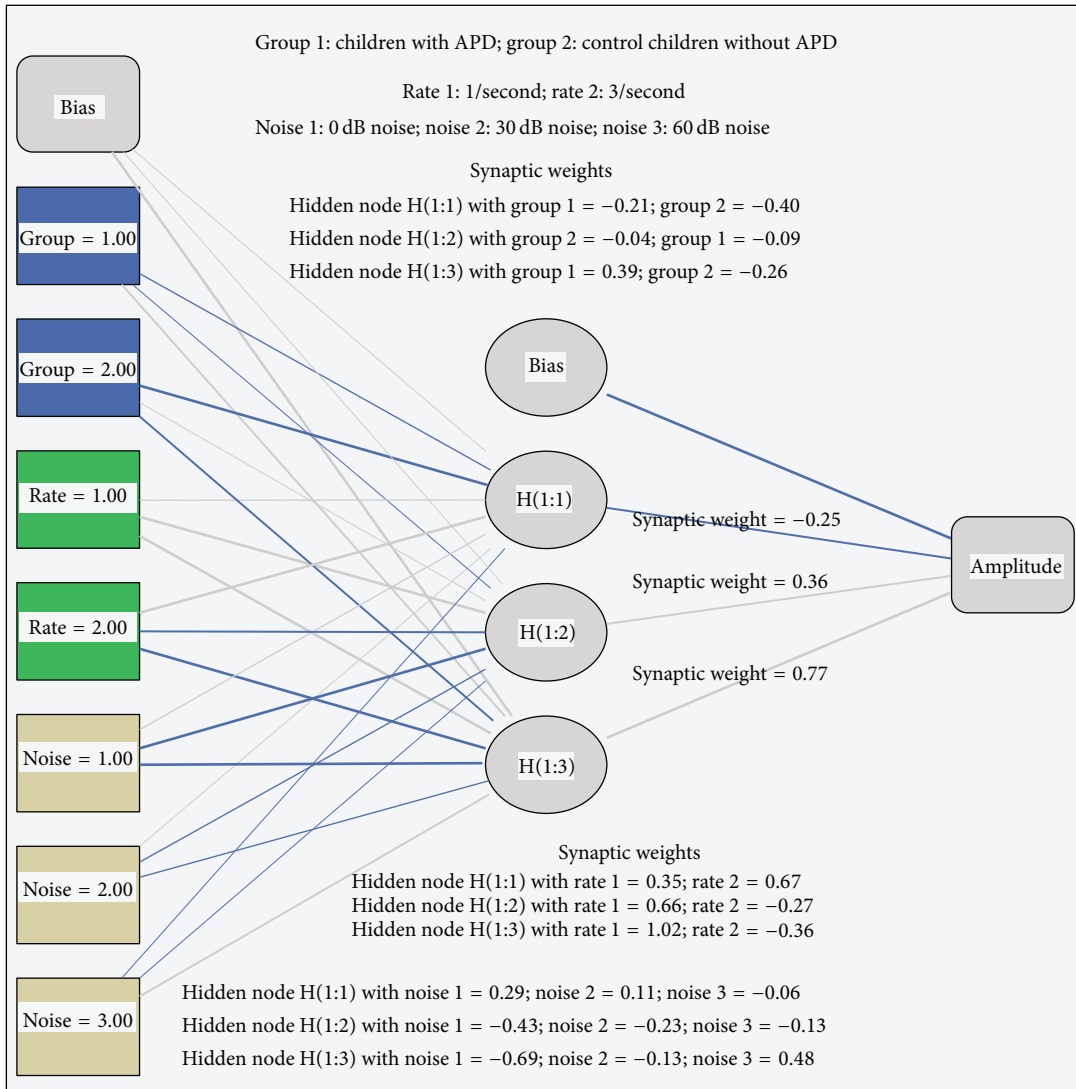 Group 1: children with APD; group 2: control children without APD
Rate 1: 1/second; rate 2: 3/second
Noise 1: 0 dB noise; noise 2: 30 dB noise; noise 3: 60 dB noise
Synaptic weights
Hidden node H(1:1) with group 1 = −0.21; group 2 = −0.40
Hidden node H(1:2) with group 2 = −0.04; group 1 = −0.09
Hidden node H(1:3) with group 1 = 0.39; group 2 = −0.26
Bias
Group = 1.00
Group = 2.00
Rate = 1.00
Rate = 2.00
Noise = 1.00
Noise = 2.00
Noise = 3.00
Bias
H(1:1)
H(1:2)
H(1:3)
Synaptic weight = −0.25
Synaptic weight = 0.36
Synaptic weight = 0.77
Amplitude
Synaptic weights
Hidden node H(1:1) with rate 1 = 0.35; rate 2 = 0.67
Hidden node H(1:2) with rate 1 = 0.66; rate 2 = −0.27
Hidden node H(1:3) with rate 1 = 1.02; rate 2 = −0.36
Hidden node H(1:1) with noise 1 = 0.29; noise 2 = 0.11; noise 3 = −0.06
Hidden node H(1:2) with noise 1 = −0.43; noise 2 = −0.23; noise 3 = −0.13
Hidden node H(1:3) with noise 1 = −0.69; noise 2 = −0.13; noise 3 = 0.48